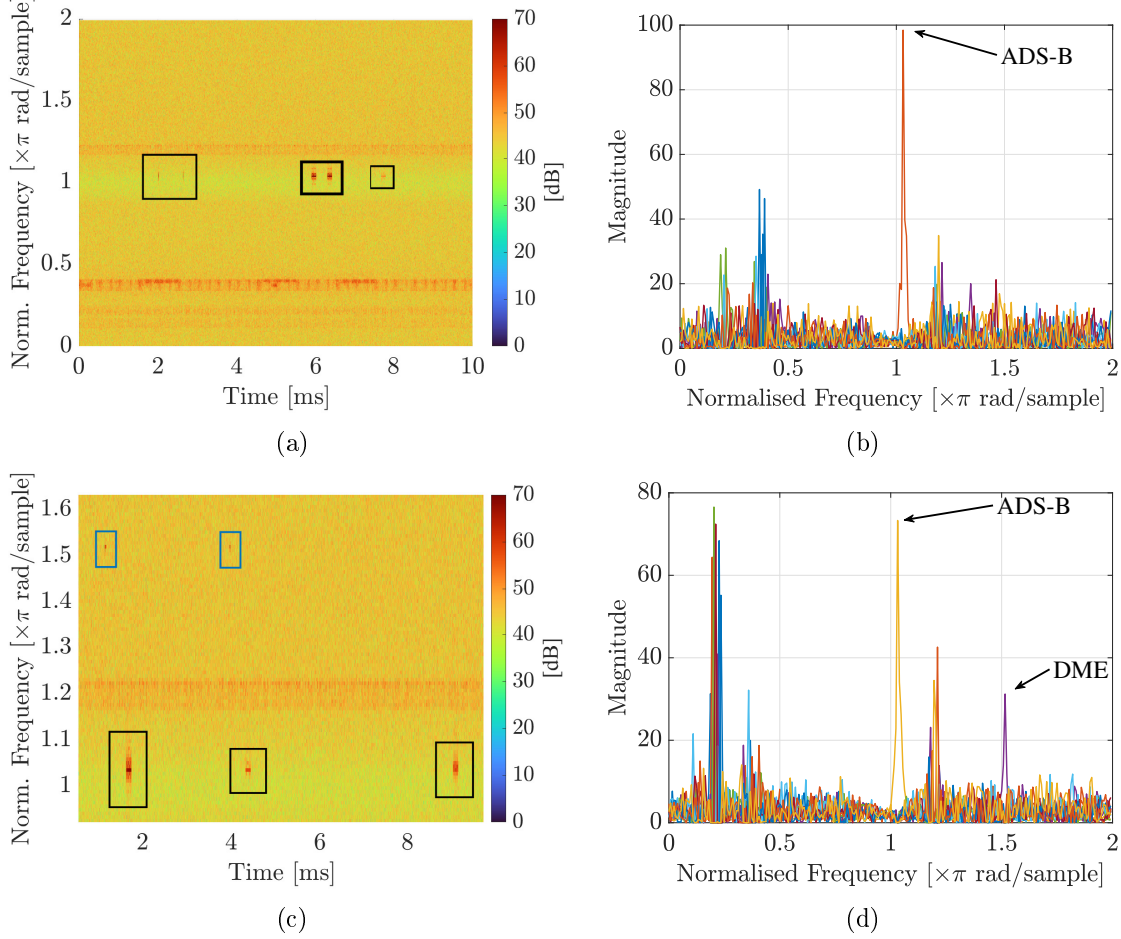 2
1.5
1
0.5
0
Norm. Frequency [×π rad/sample]
0 2 4 6 8 10
Time [ms]
70
60
50
40
30
20
10
0
[dB]
(a)
100
80
60
40
20
0
Magnitude
ADS-B
0 0.5 1 1.5 2
Normalised Frequency [×π rad/sample]
(b)
1.6
1.5
1.4
1.3
1.2
1.1
1
Norm. Frequency [×π rad/sample]
2 4 6 8
Time [ms]
70
60
50
40
30
20
10
0
[dB]
(c)
80
60
40
20
0
Magnitude
ADS-B
DME
0 0.5 1 1.5 2
Normalised Frequency [×π rad/sample]
(d)